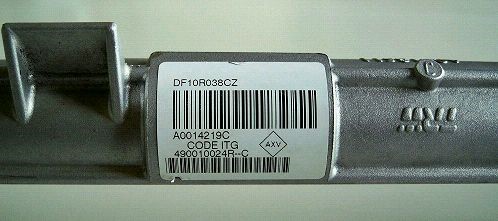 DF10R038CZ
A0014219C
CODE ITG
AXV
490010024R--C